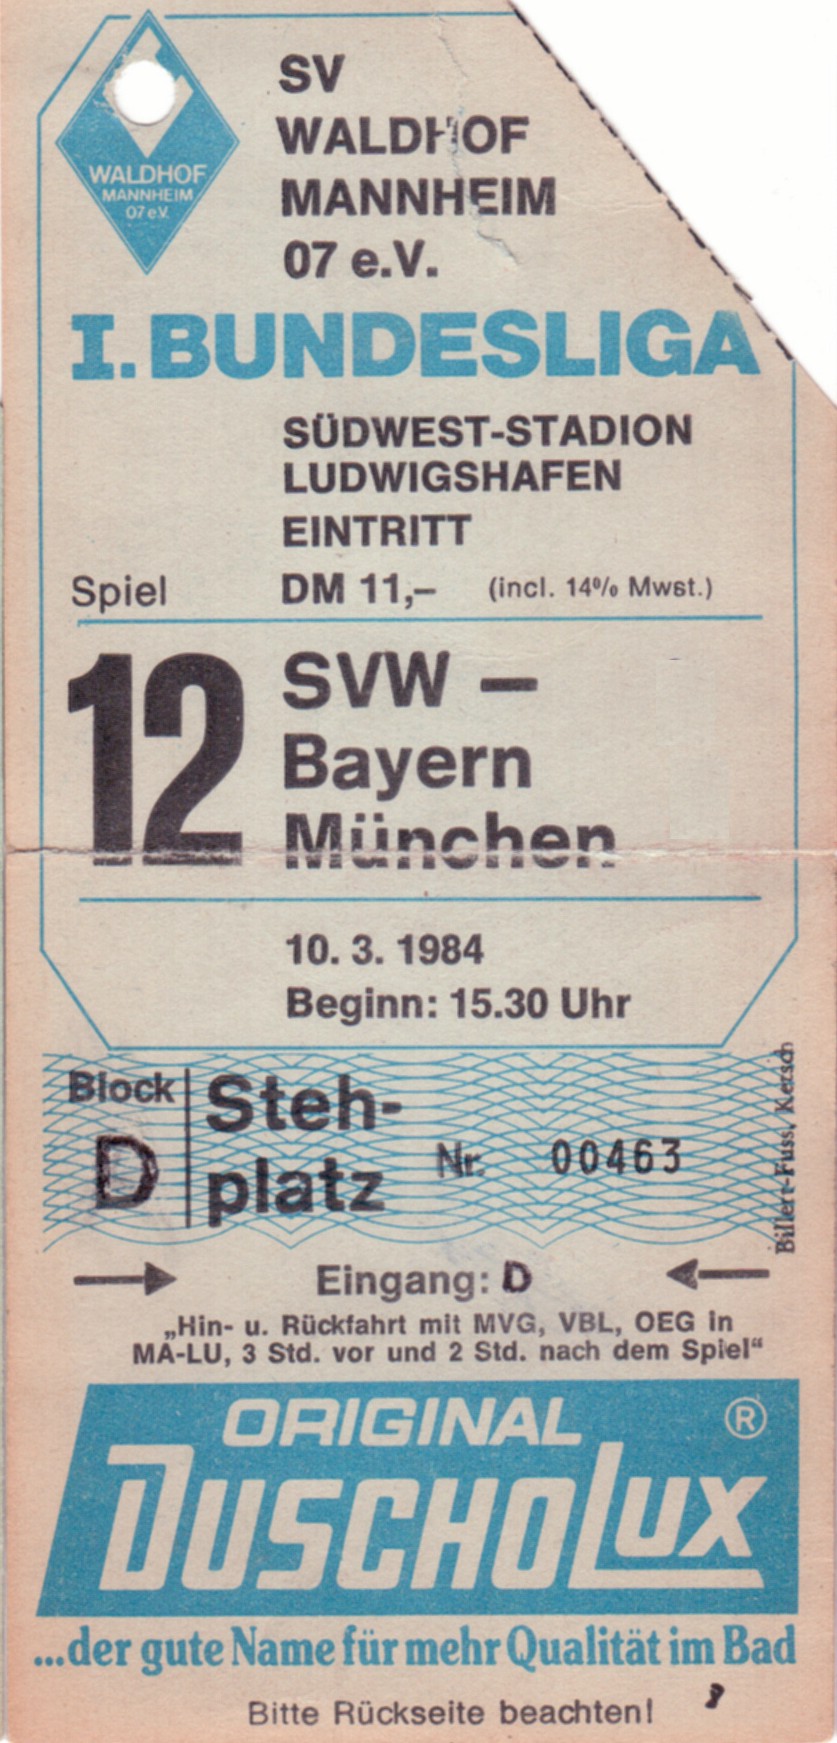 WALDHOF
MANNHEIM
07 e.V.
SV
WALDHOF
MANNHEIM
07 e.V.
I. BUNDESLIGA
SÜDWEST-STADION
LUDWIGSHAFEN
EINTRITT
Spiel DM 11,– (incl. 14% Mwst.)
12 SVW –
Bayern
München
10. 3. 1984
Beginn: 15.30 Uhr
Block D
Steh-
platz
Nr. 00463
Billett-Fuss, Kersch
Eingang: D
„Hin- u. Rückfahrt mit MVG, VBL, OEG in
MA-LU, 3 Std. vor und 2 Std. nach dem Spiel“
ORIGINAL ®
DUSCHOLUX
...der gute Name für mehr Qualität im Bad
Bitte Rückseite beachten!